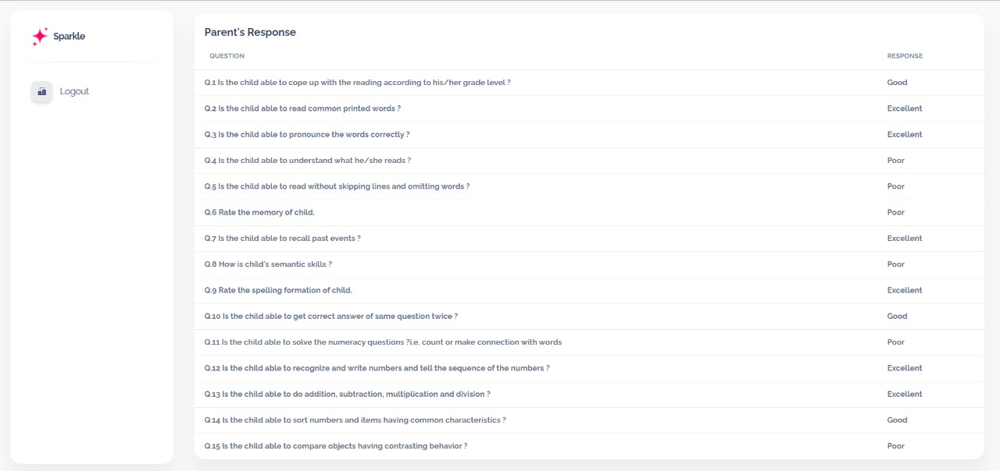 Sparkle
Logout
Parent's Response
QUESTION RESPONSE
Q.1 Is the child able to cope up with the reading according to his/her grade level ? Good
Q.2 Is the child able to read common printed words ? Excellent
Q.3 Is the child able to pronounce the words correctly ? Excellent
Q.4 Is the child able to understand what he/she reads ? Poor
Q.5 Is the child able to read without skipping lines and omitting words ? Poor
Q.6 Rate the memory of child. Poor
Q.7 Is the child able to recall past events ? Excellent
Q.8 How is child's semantic skills ? Poor
Q.9 Rate the spelling formation of child. Excellent
Q.10 Is the child able to get correct answer of same question twice ? Good
Q.11 Is the child able to solve the numeracy questions ?i.e. count or make connection with words Poor
Q.12 Is the child able to recognize and write numbers and tell the sequence of the numbers ? Excellent
Q.13 Is the child able to do addition, subtraction, multiplication and division ? Excellent
Q.14 Is the child able to sort numbers and items having common characteristics ? Good
Q.15 Is the child able to compare objects having contrasting behavior ? Poor